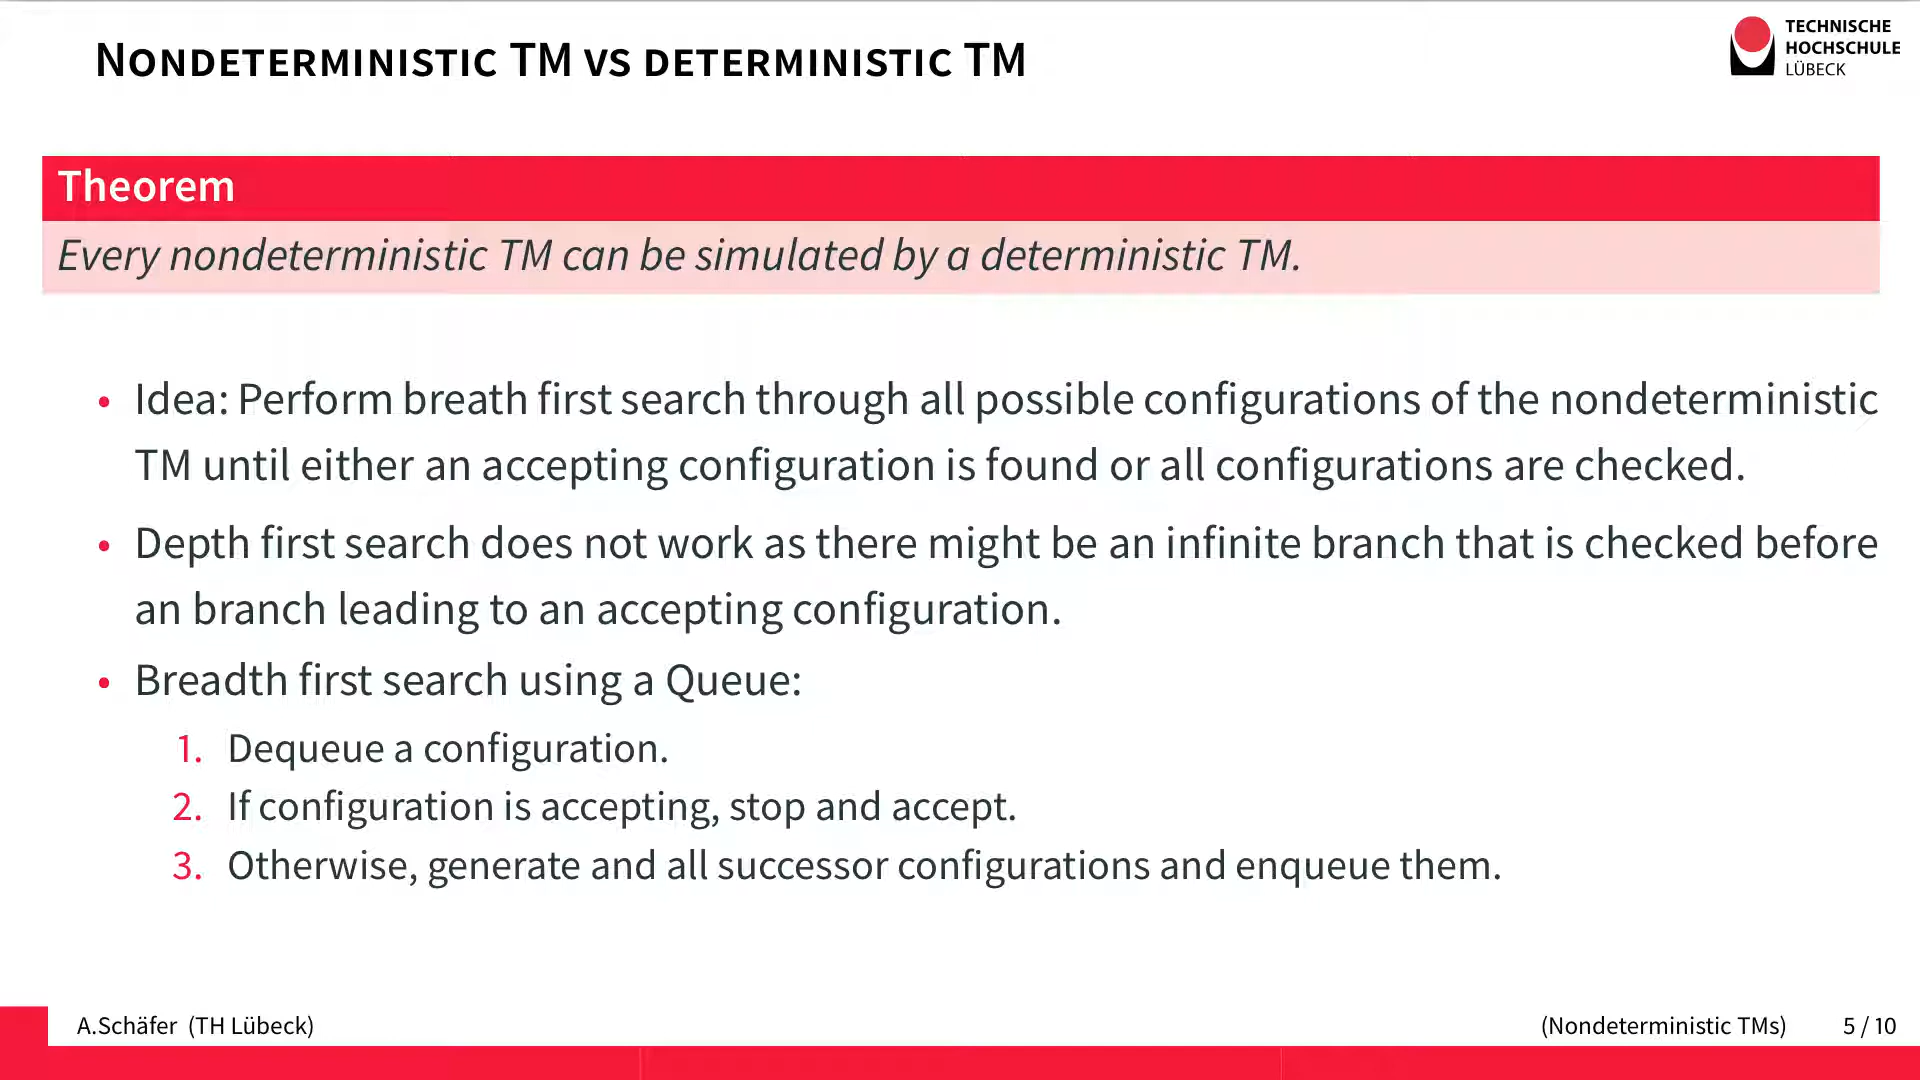 Nondeterministic TM vs deterministic TM
TECHNISCHE
HOCHSCHULE
LÜBECK
Theorem
Every nondeterministic TM can be simulated by a deterministic TM.
• Idea: Perform breath first search through all possible configurations of the nondeterministic
TM until either an accepting configuration is found or all configurations are checked.
• Depth first search does not work as there might be an infinite branch that is checked before
an branch leading to an accepting configuration.
• Breadth first search using a Queue:
1. Dequeue a configuration.
2. If configuration is accepting, stop and accept.
3. Otherwise, generate and all successor configurations and enqueue them.
A.Schäfer (TH Lübeck)
(Nondeterministic TMs)
5 / 10